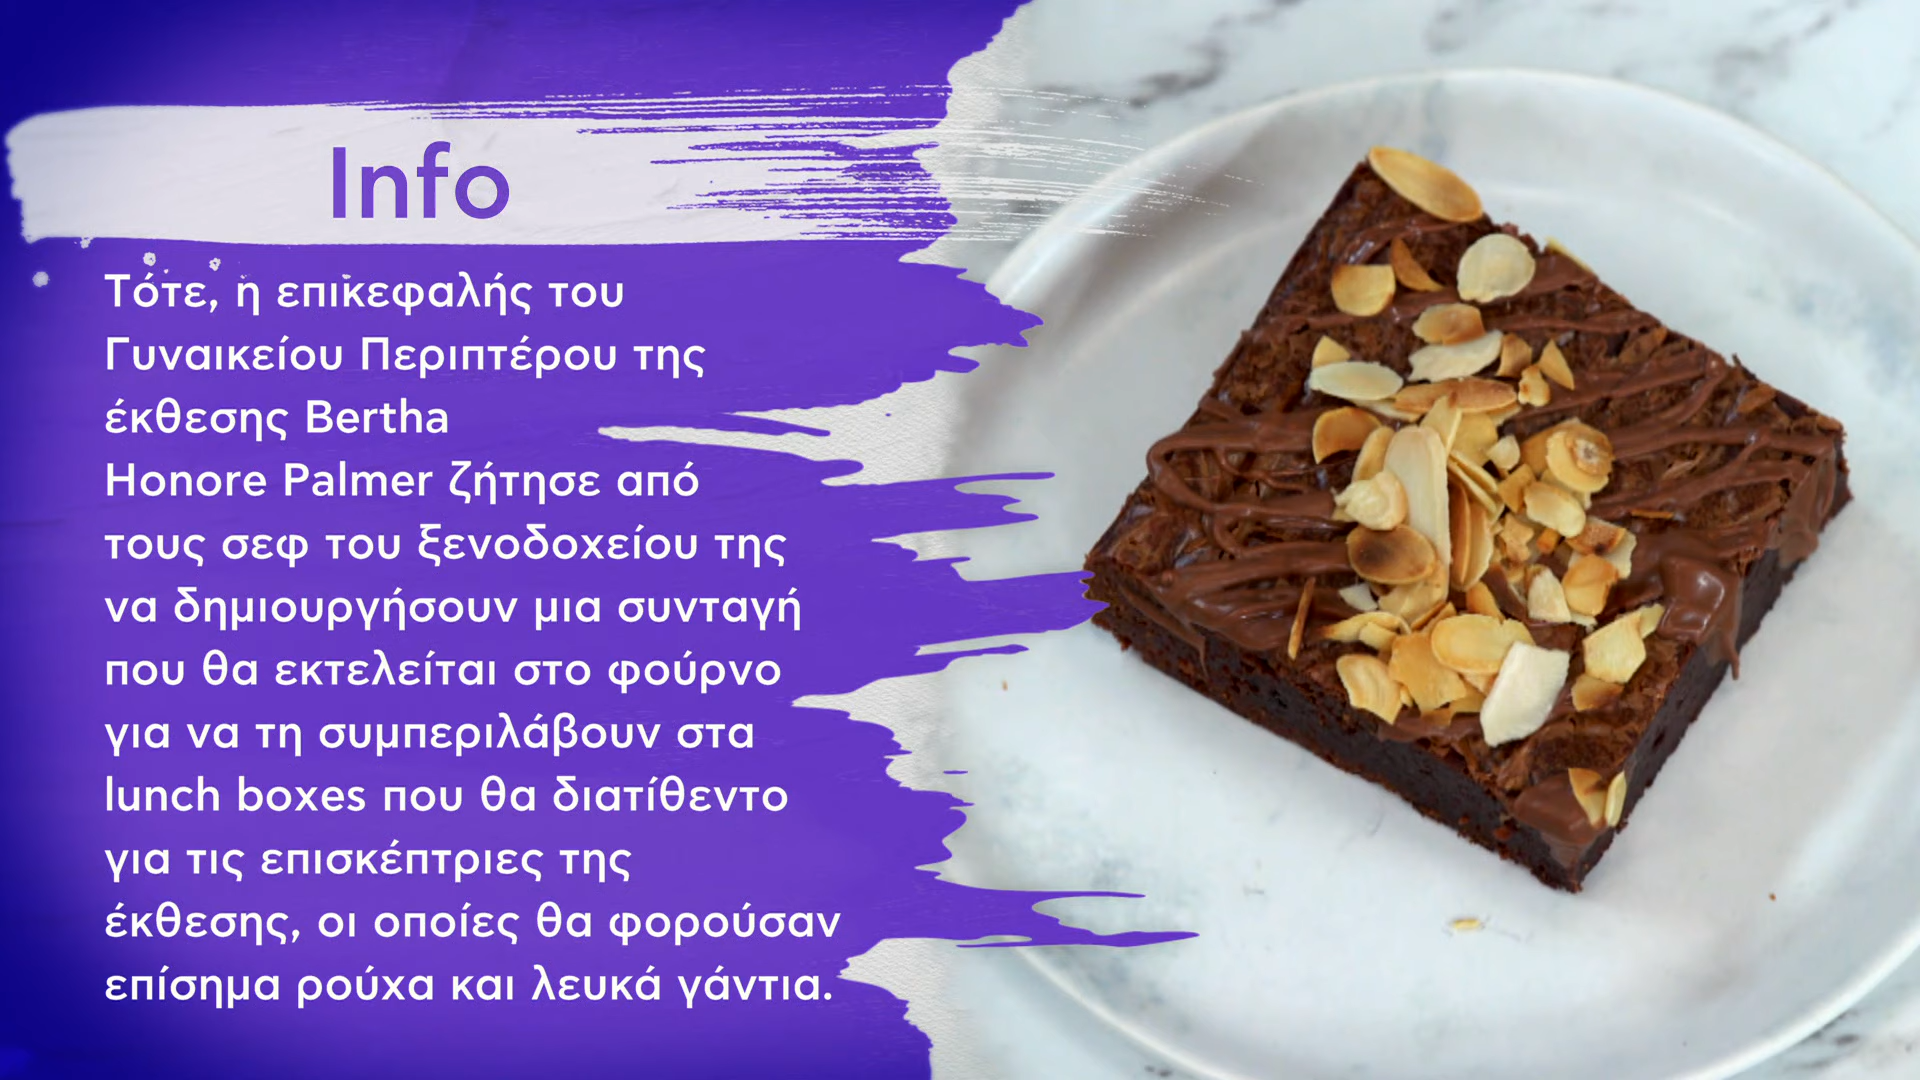 Info
Τότε, η επικεφαλής του
Γυναικείου Περιπτέρου της
έκθεσης Bertha
Honore Palmer ζήτησε από
τους σεφ του ξενοδοχείου της
να δημιουργήσουν μια συνταγή
που θα εκτελείται στο φούρνο
για να τη συμπεριλάβουν στα
lunch boxes που θα διατίθεντο
για τις επισκέπτριες της
έκθεσης, οι οποίες θα φορούσαν
επίσημα ρούχα και λευκά γάντια.